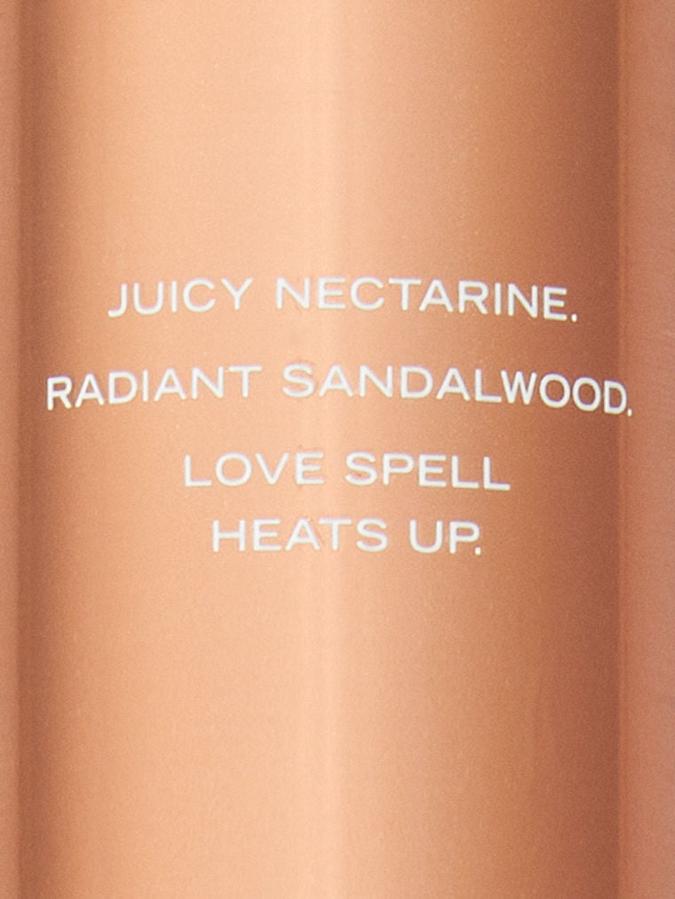 JUICY NECTARINE.
RADIANT SANDALWOOD.
LOVE SPELL
HEATS UP.